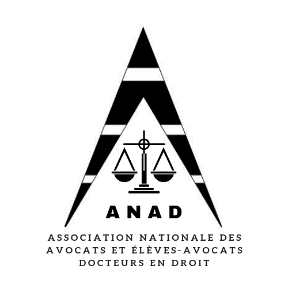 ANAD
ASSOCIATION NATIONALE DES
AVOCATS ET ÉLÈVES-AVOCATS
DOCTEURS EN DROIT